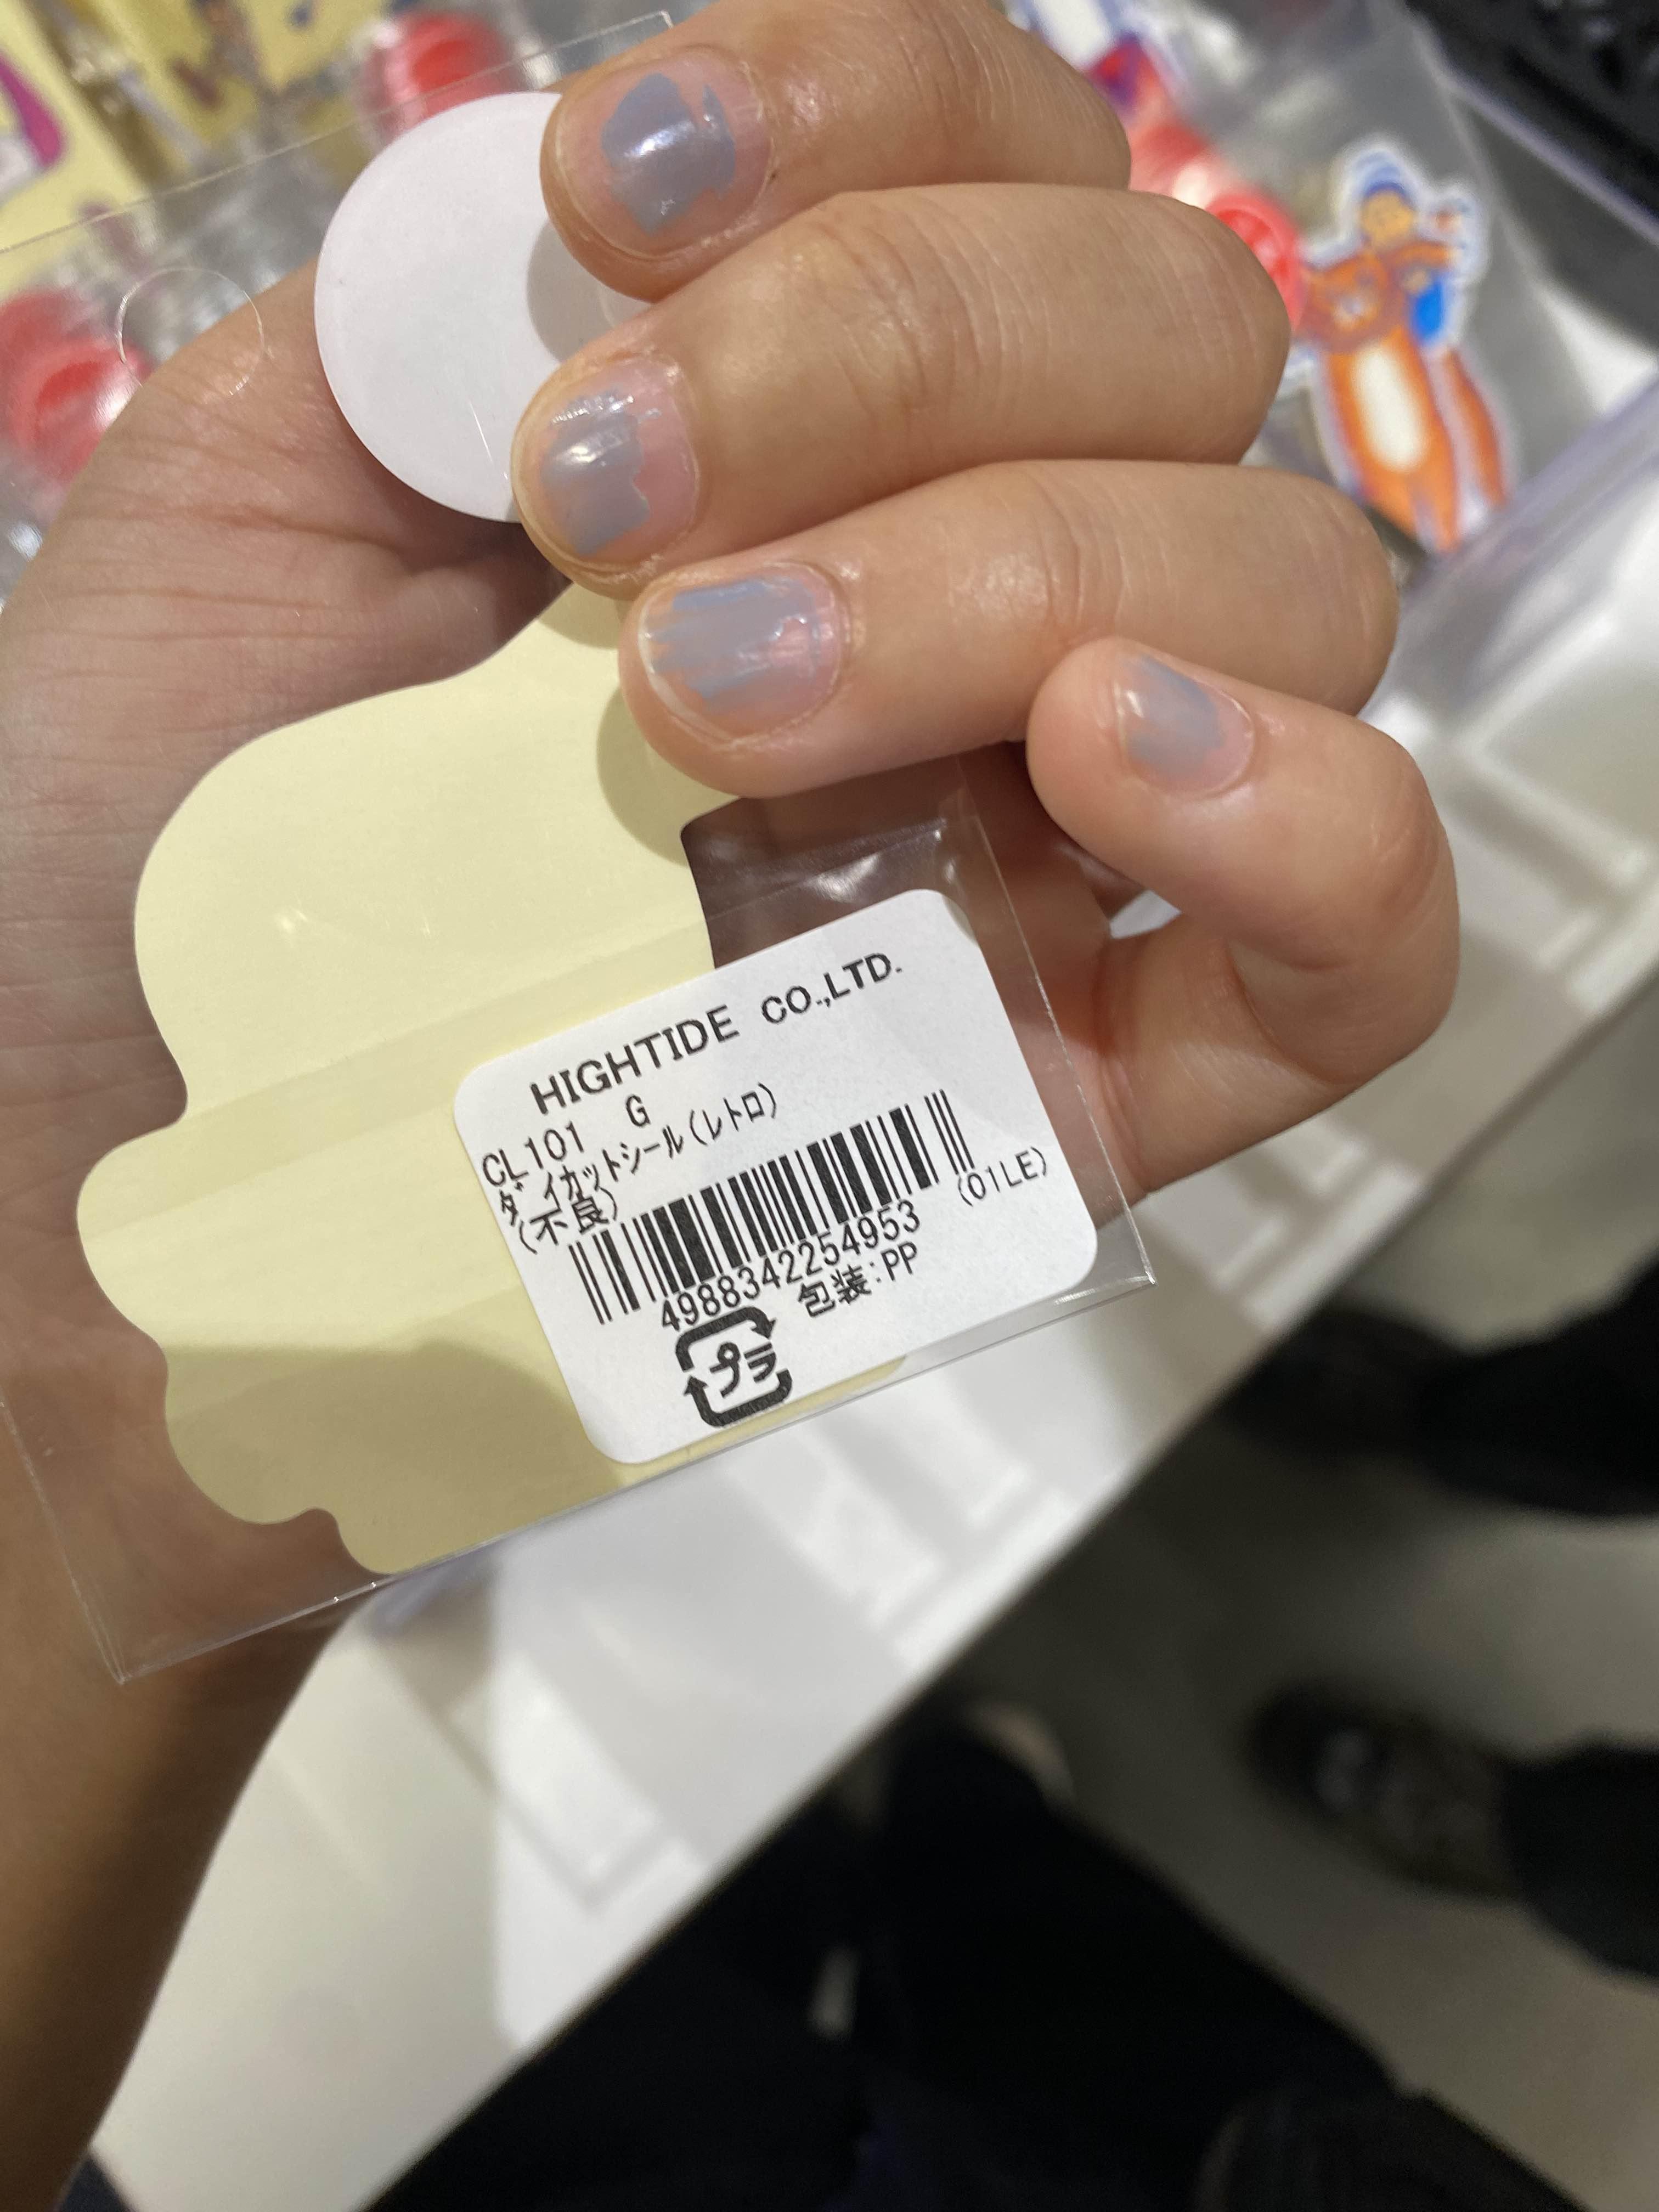 HIGHTIDE CO.,LTD.
CL101 G
ダイカットシール(レトロ)
(不良)
(01LE)
4988342254953
包装:PP
プラ